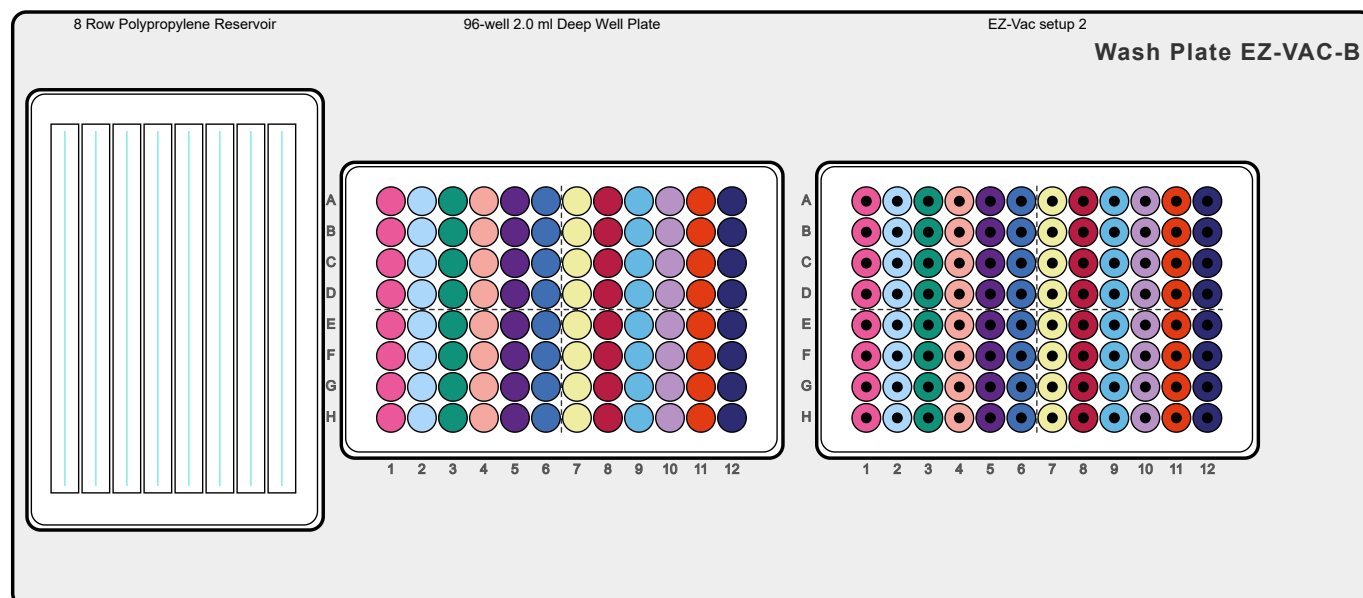 8 Row Polypropylene Reservoir
96-well 2.0 ml Deep Well Plate
EZ-Vac setup 2
Wash Plate EZ-VAC-B
A
B
C
D
E
F
G
H
1 2 3 4 5 6 7 8 9 10 11 12
A
B
C
D
E
F
G
H
1 2 3 4 5 6 7 8 9 10 11 12